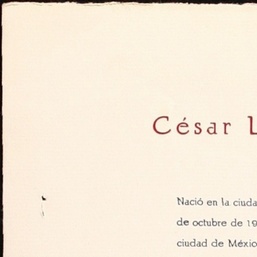 César L
Nació en la ciuda
de octubre de 19
ciudad de Méxic